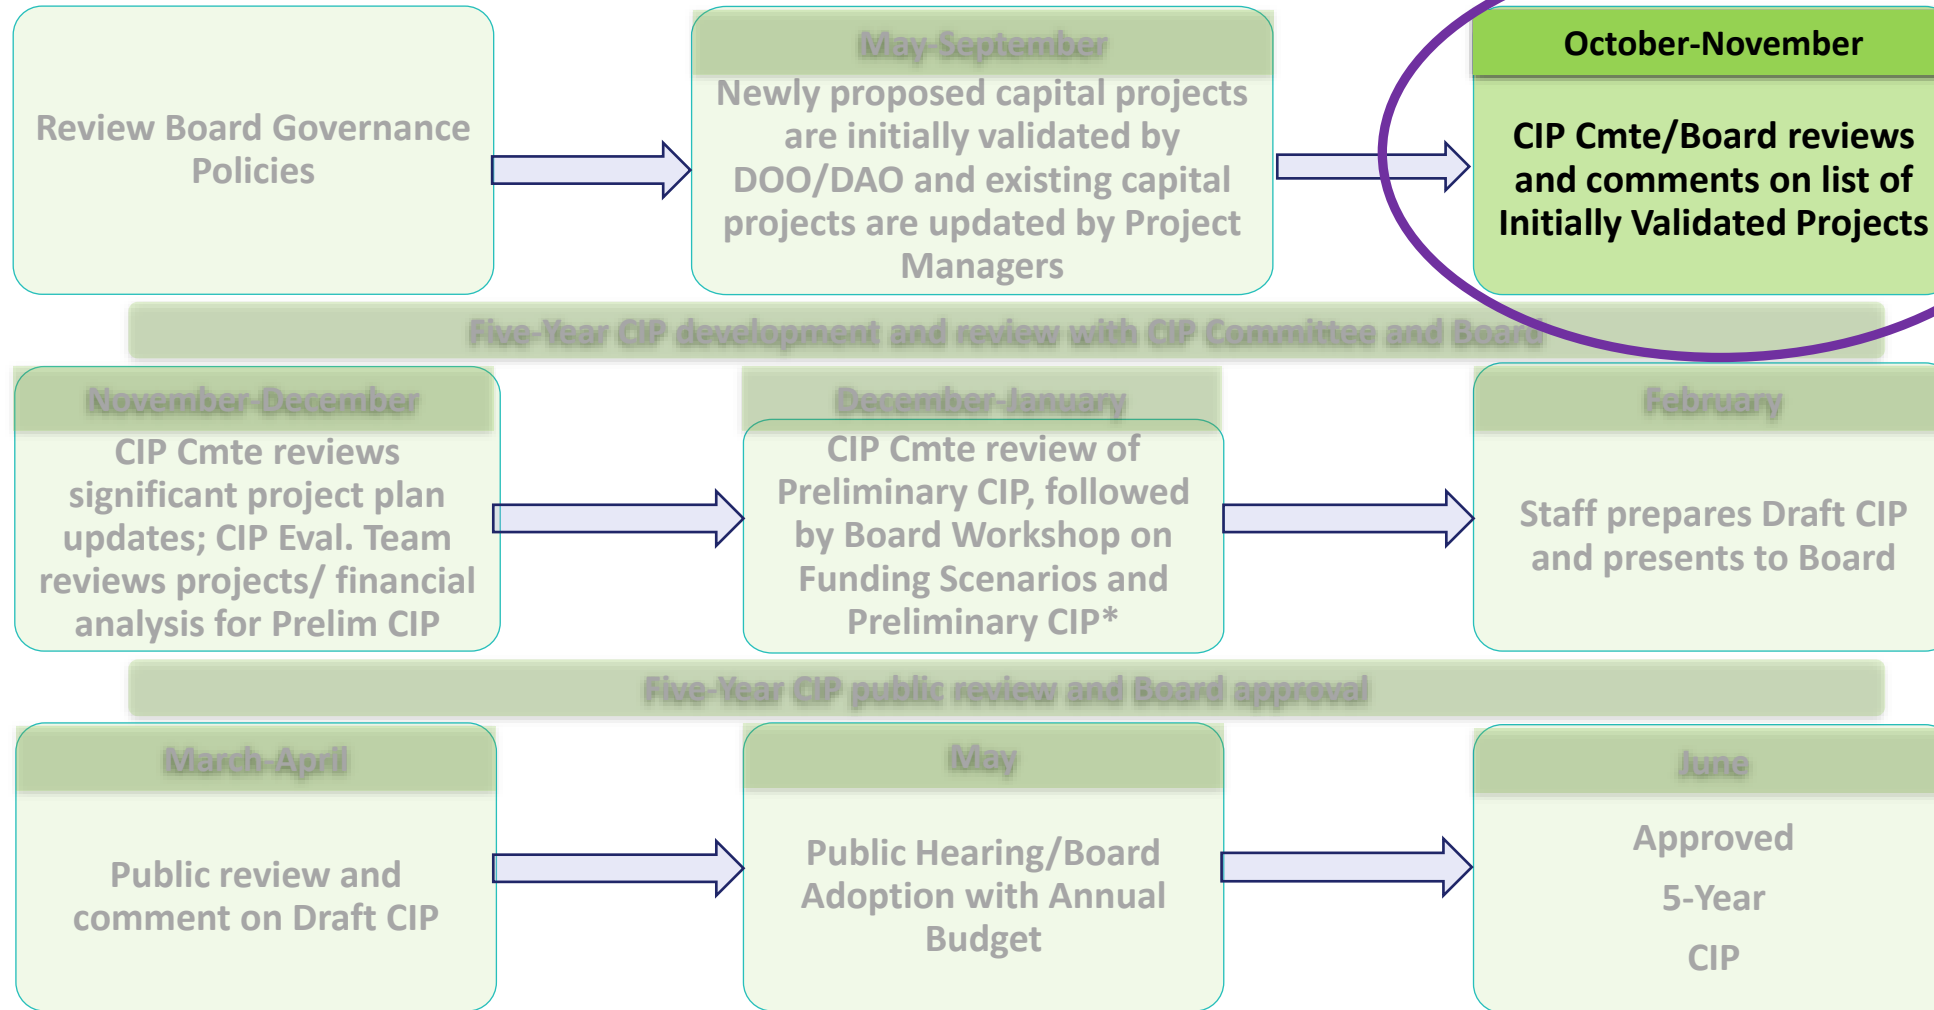 Review Board Governance
Policies
May-September
Newly proposed capital projects
are initially validated by
DOO/DAO and existing capital
projects are updated by Project
Managers
October-November
CIP Cmte/Board reviews
and comments on list of
Initially Validated Projects
Five-Year CIP development and review with CIP Committee and Board
November-December
CIP Cmte reviews
significant project plan
updates; CIP Eval. Team
reviews projects/ financial
analysis for Prelim CIP
December-January
CIP Cmte review of
Preliminary CIP, followed
by Board Workshop on
Funding Scenarios and
Preliminary CIP*
February
Staff prepares Draft CIP
and presents to Board
Five-Year CIP public review and Board approval
March-April
Public review and
comment on Draft CIP
May
Public Hearing/Board
Adoption with Annual
Budget
June
Approved
5-Year
CIP